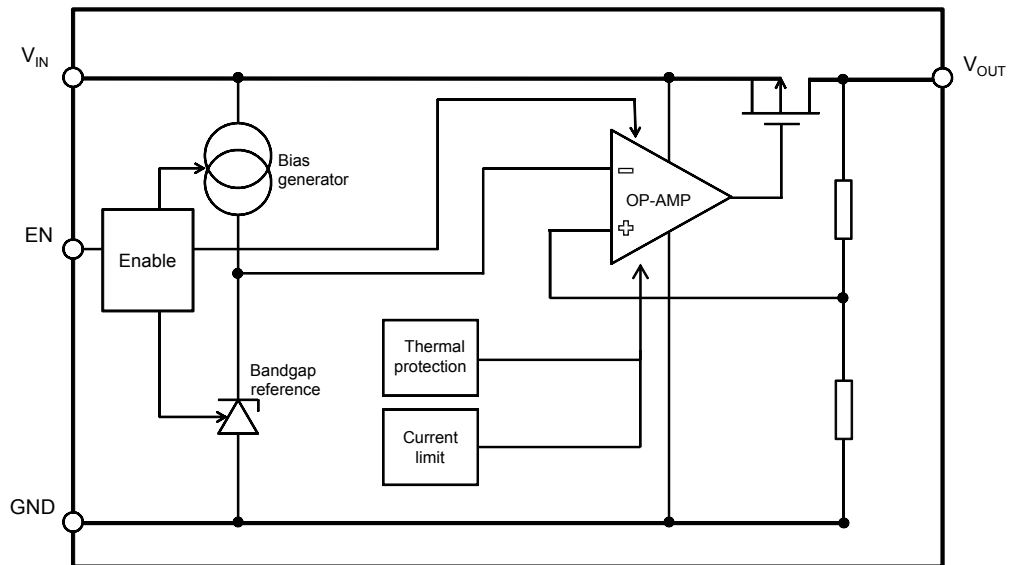 VIN
VOUT
Bias
generator
OP-AMP
EN
Enable
Thermal
protection
Bandgap
reference
Current
limit
GND